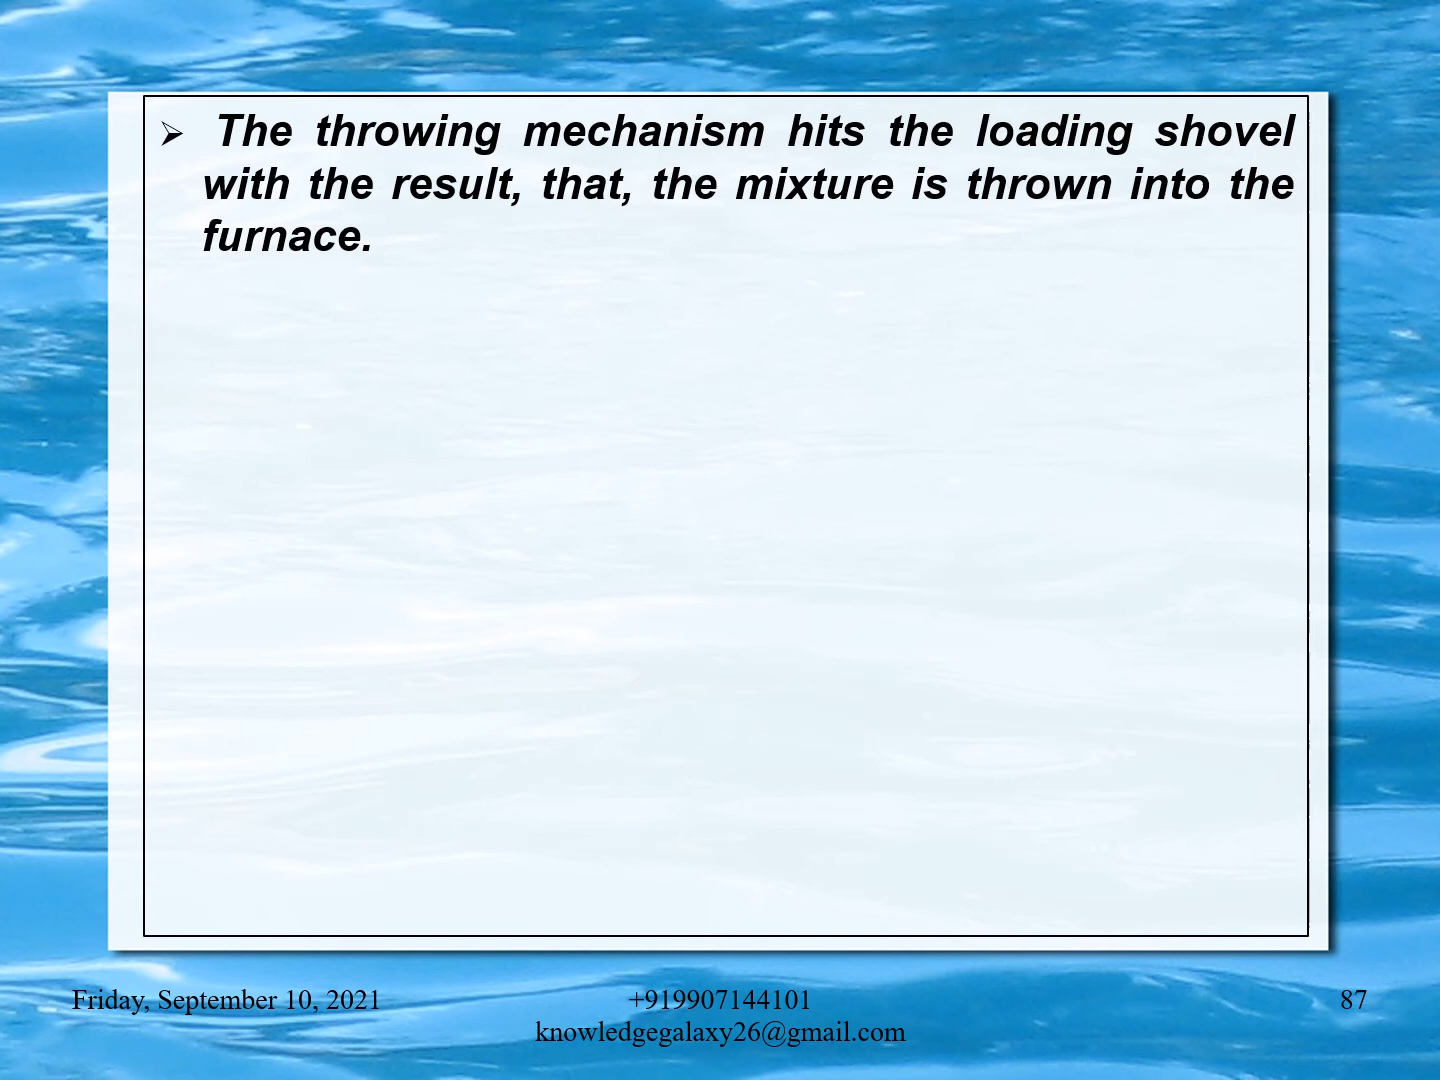 ➢ The throwing mechanism hits the loading shovel
with the result, that, the mixture is thrown into the
furnace.
Friday, September 10, 2021
+919907144101
knowledgegalaxy26@gmail.com
87